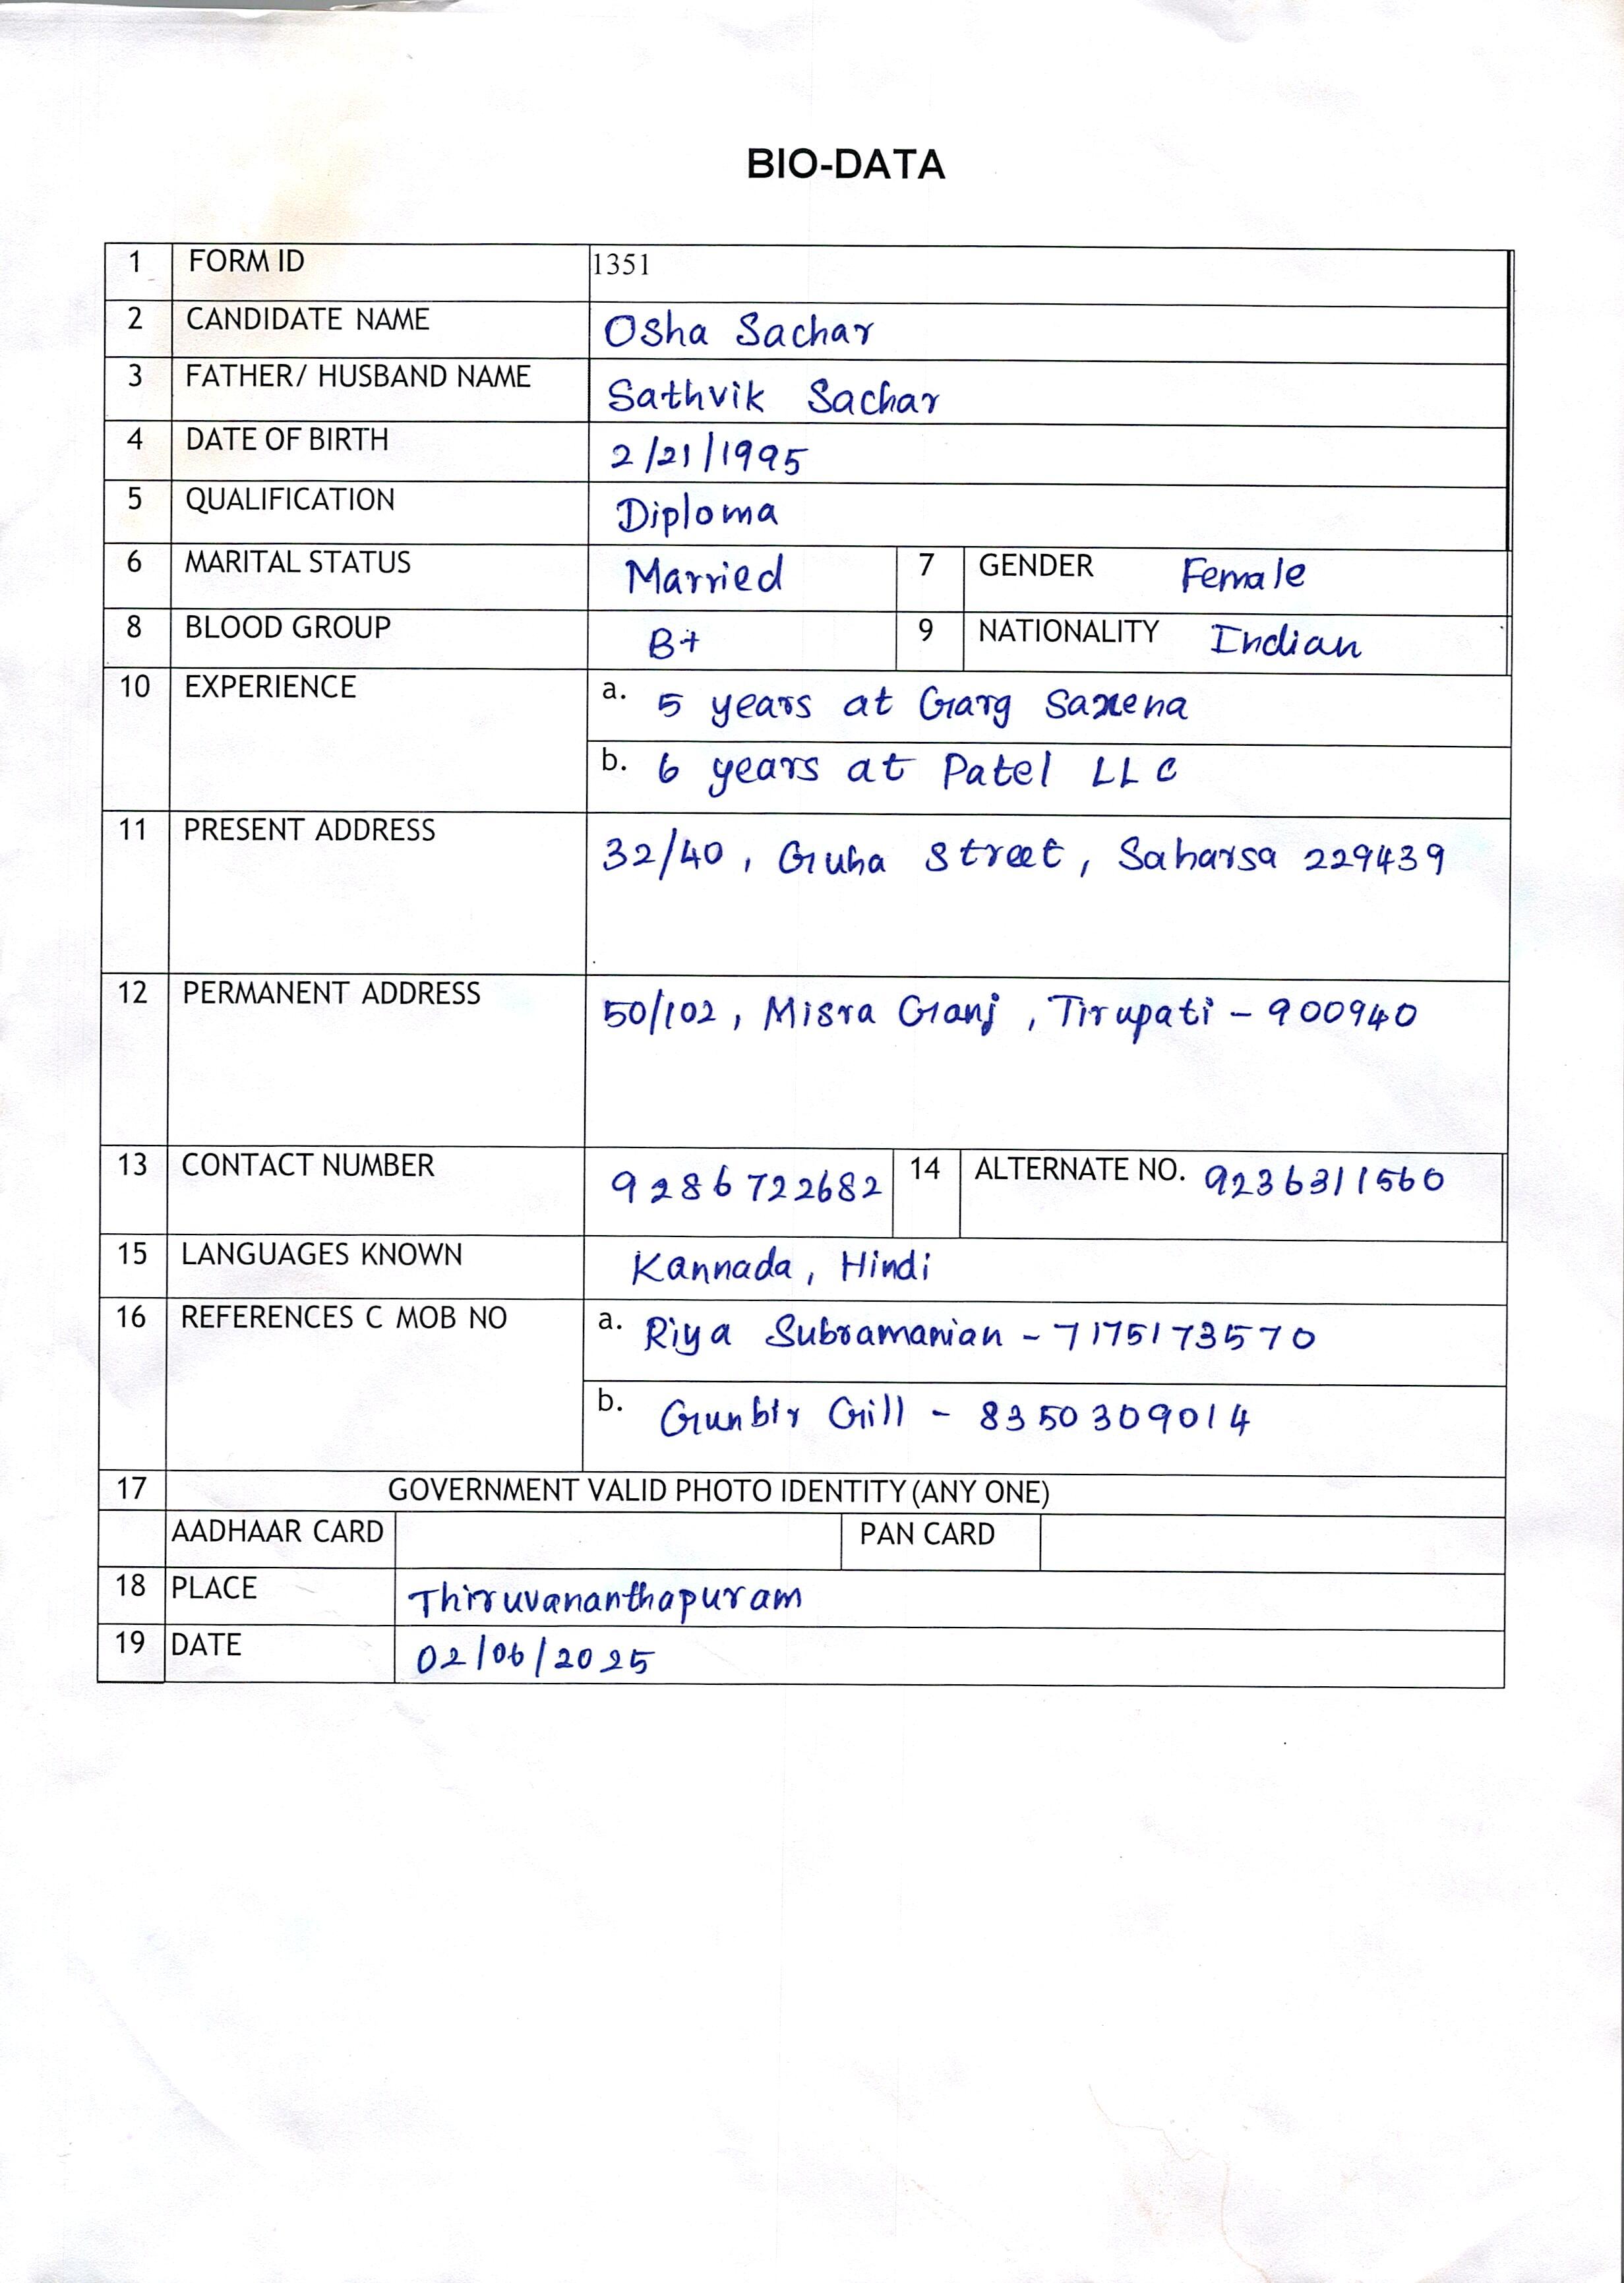 BIO-DATA
1 FORM ID 1351
2 CANDIDATE NAME Osha Sachar
3 FATHER/ HUSBAND NAME Sathvik Sachar
4 DATE OF BIRTH 2/21/1995
5 QUALIFICATION Diploma
6 MARITAL STATUS Married 7 GENDER Female
8 BLOOD GROUP B+ 9 NATIONALITY Indian
10 EXPERIENCE a. 5 years at Garg Saxena
b. 6 years at Patel LLC
11 PRESENT ADDRESS 32/40, Guha Street, Saharsa 229439
12 PERMANENT ADDRESS 50/102, Misra Ganj, Tirupati - 900940
13 CONTACT NUMBER 9286722682 14 ALTERNATE NO. 9236311560
15 LANGUAGES KNOWN Kannada, Hindi
16 REFERENCES C MOB NO a. Riya Subramanian - 7175173570
b. Gunbir Gill - 8350309014
17 GOVERNMENT VALID PHOTO IDENTITY (ANY ONE)
AADHAAR CARD PAN CARD
18 PLACE Thiruvananthapuram
19 DATE 02/06/2025